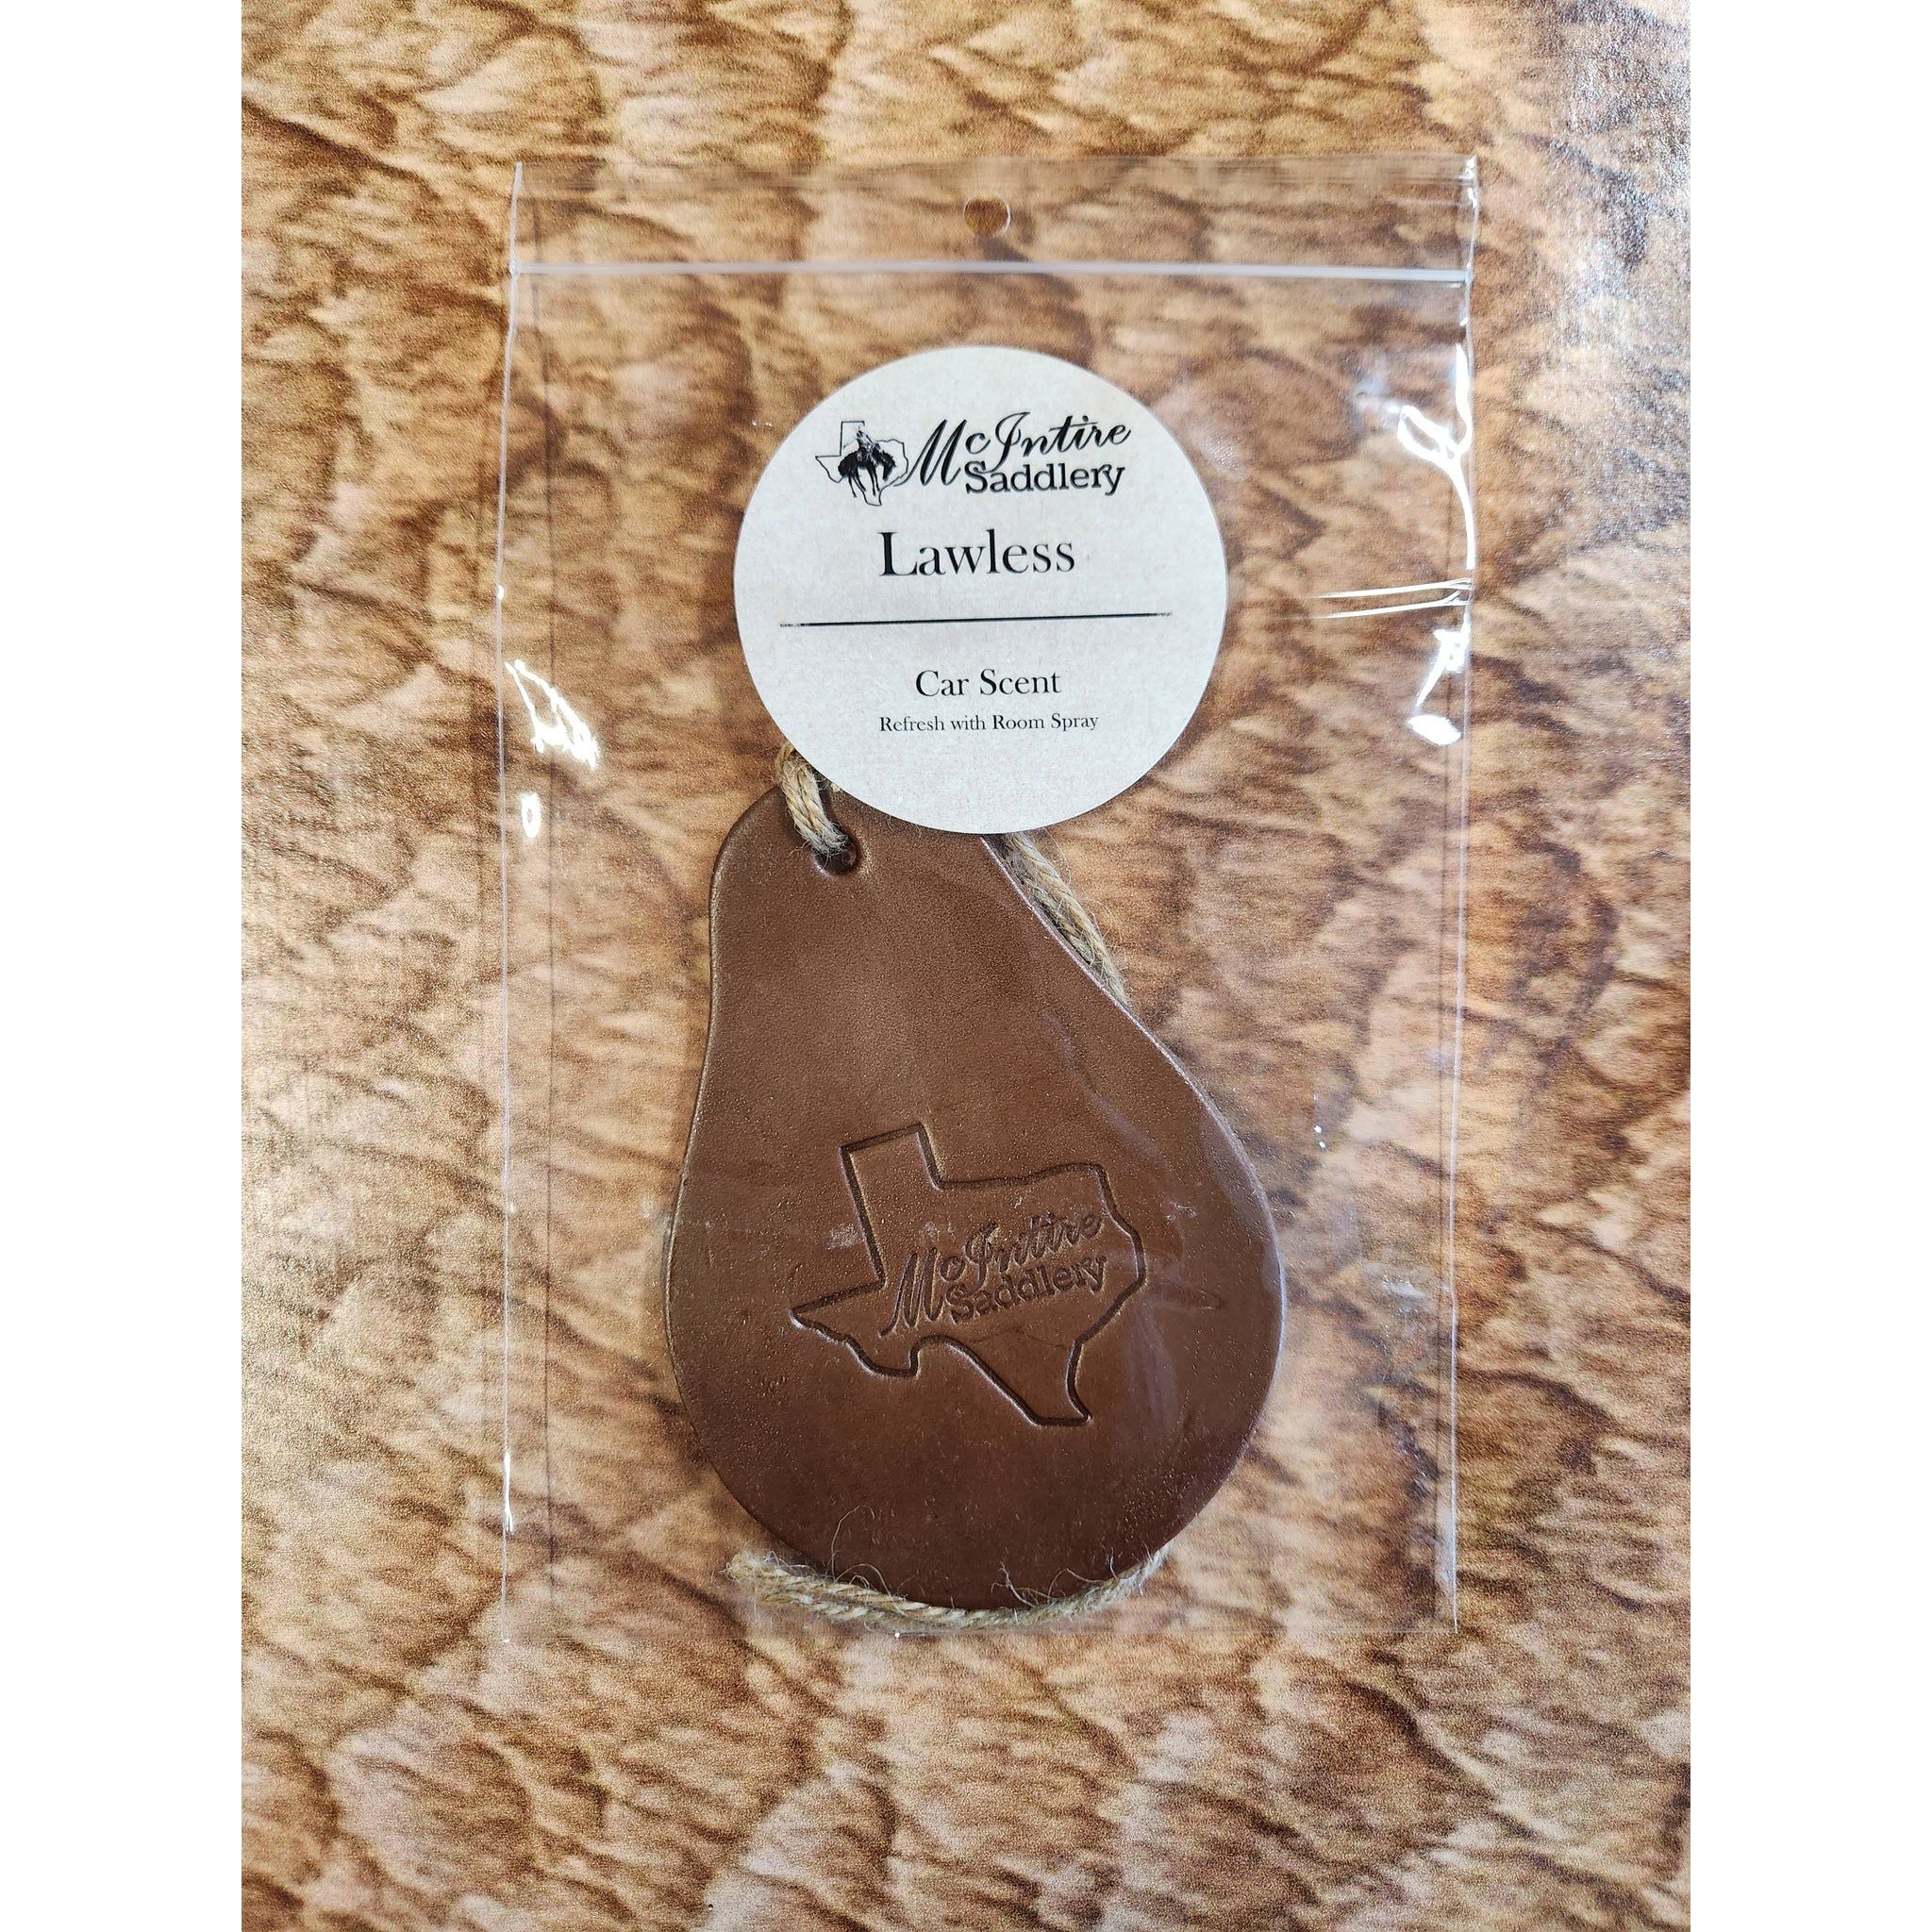 McIntire
Saddlery
Lawless
Car Scent
Refresh with Room Spray
McIntire
Saddlery